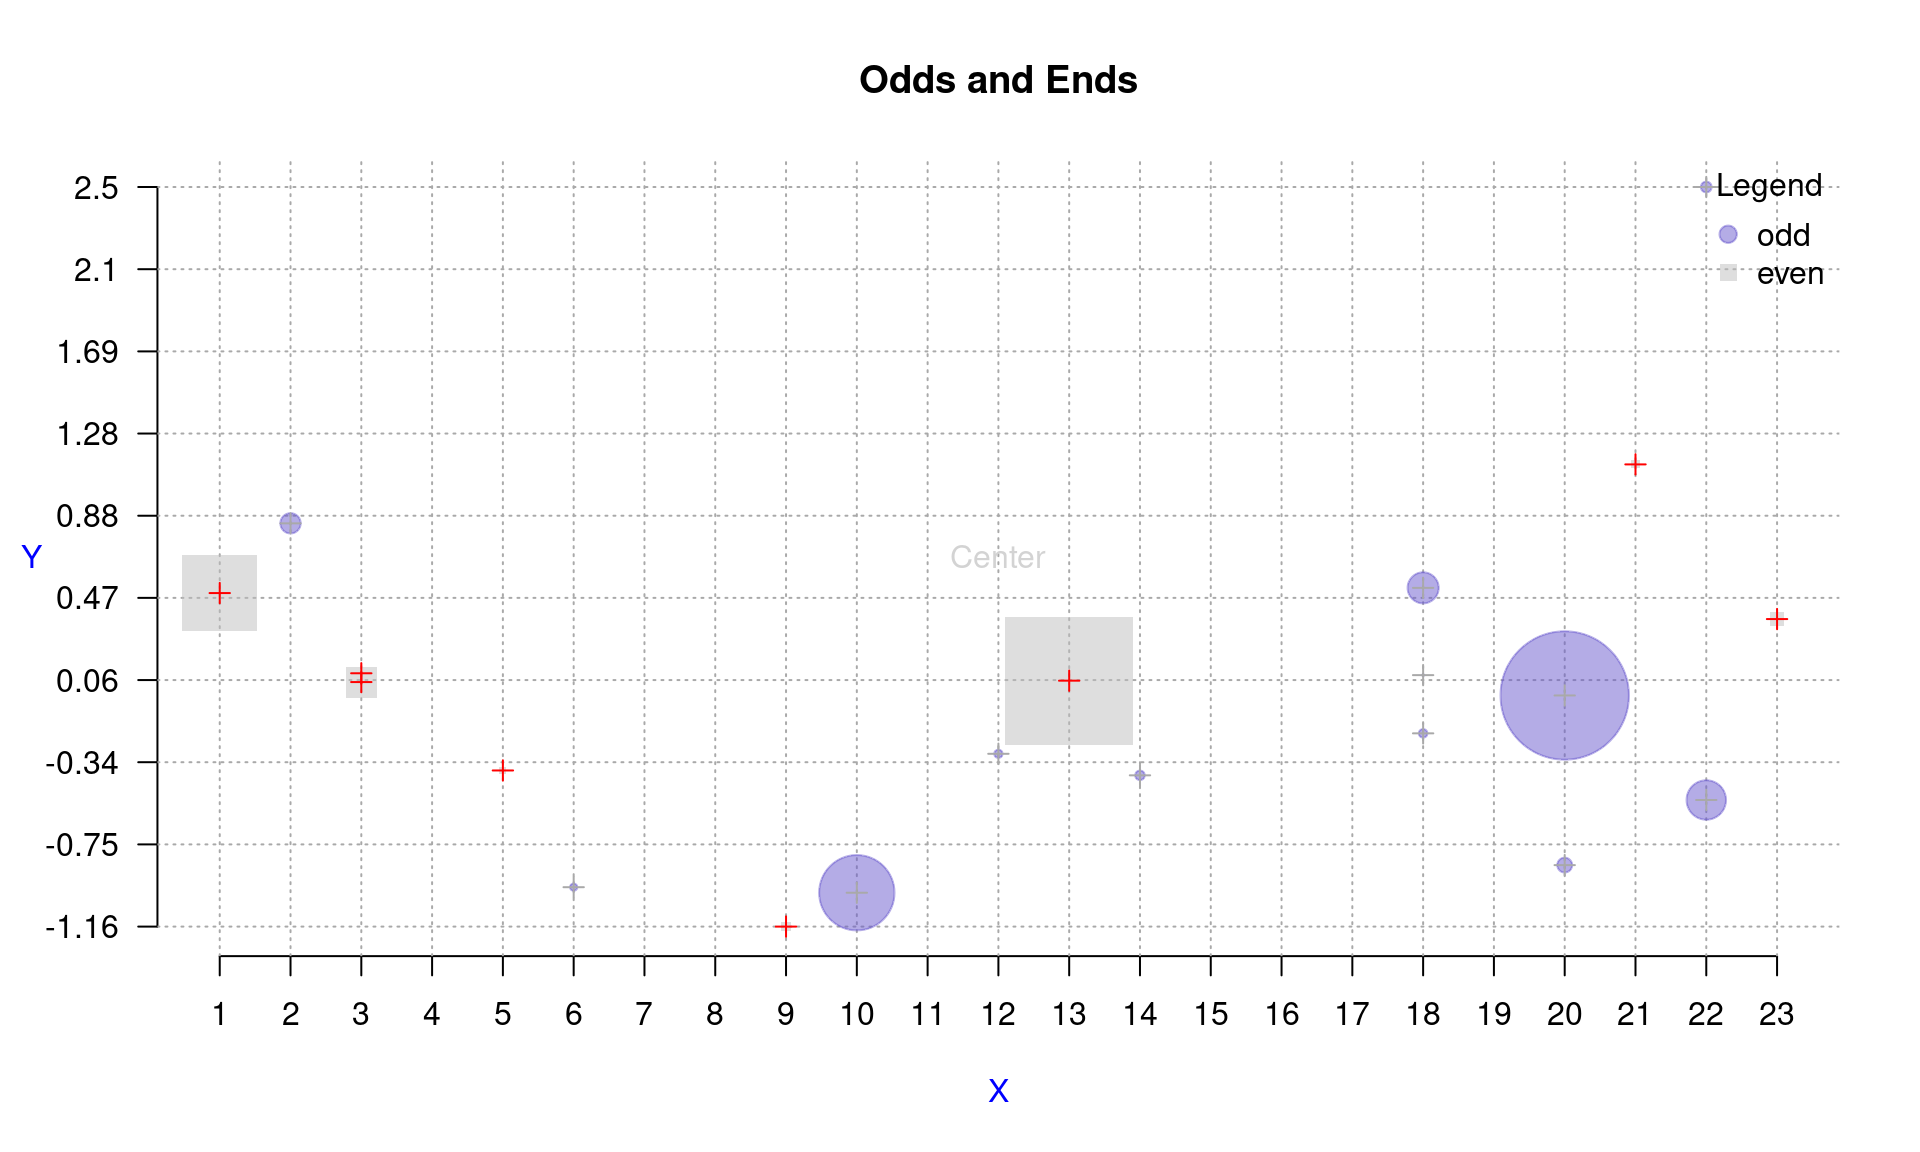 Odds and Ends
2.5
Legend
odd
2.1
even
1.69
1.28
0.88
Y
Center
0.47
0.06
-0.34
-0.75
-1.16
1 2 3 4 5 6 7 8 9 10 11 12 13 14 15 16 17 18 19 20 21 22 23
X